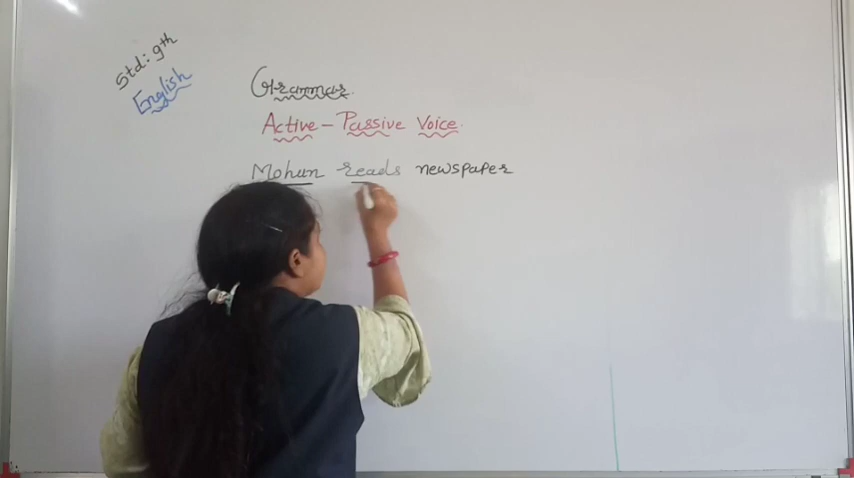 Std: 9th
English
Grammar.
Active - Passive Voice.
Mohun reads newspaper